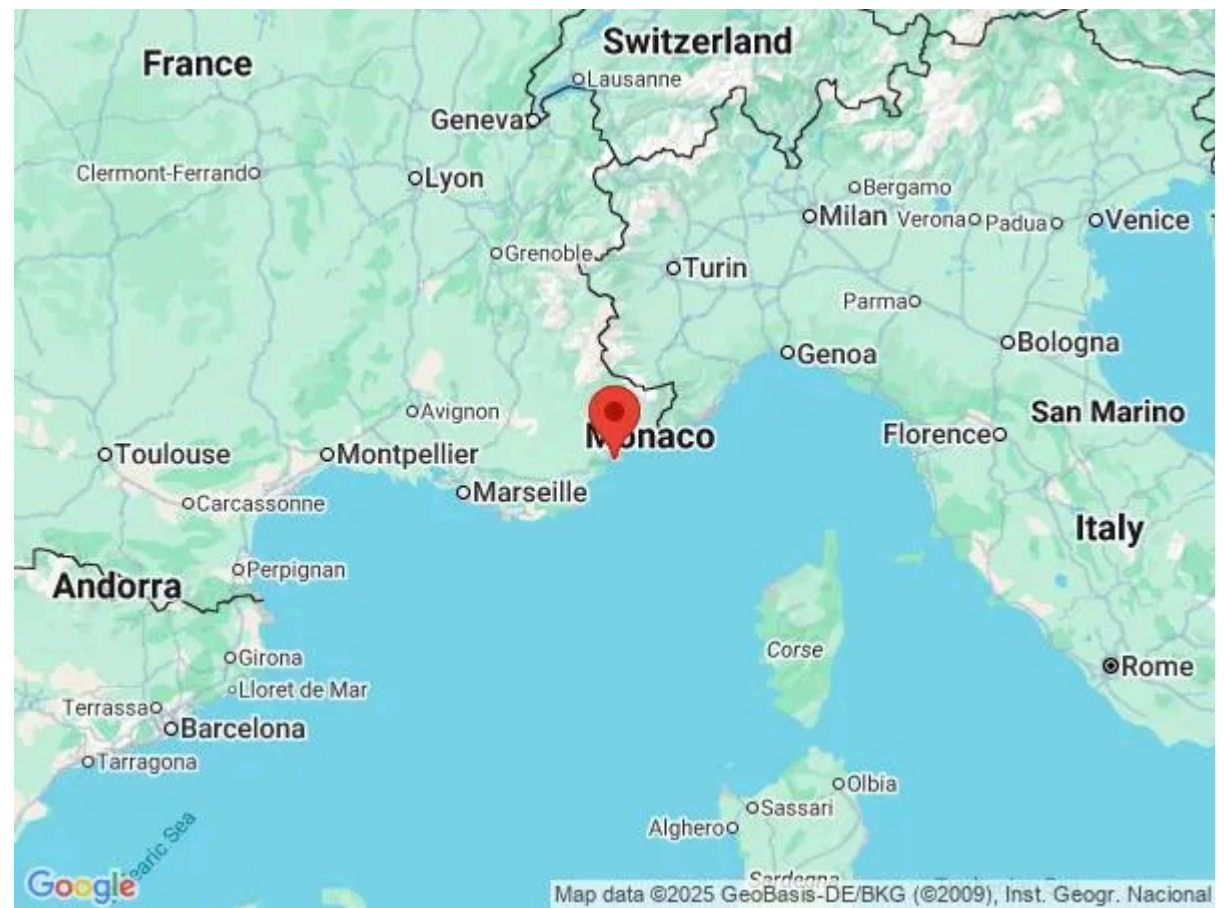 France
Switzerland
Lausanne
Geneva
Clermont-Ferrand
Lyon
Bergamo
Milan
Verona
Padua
Venice
Grenoble
Turin
Parma
Genoa
Bologna
Avignon
San Marino
Monaco
Florence
Toulouse
Montpellier
Marseille
Carcassonne
Italy
Perpignan
Andorra
Corse
Girona
Rome
Lloret de Mar
Terrassa
Barcelona
Tarragona
Olbia
Sassari
Alghero
Sea
Sardegna
Google
Map data ©2025 GeoBasis-DE/BKG (©2009), Inst. Geogr. Nacional